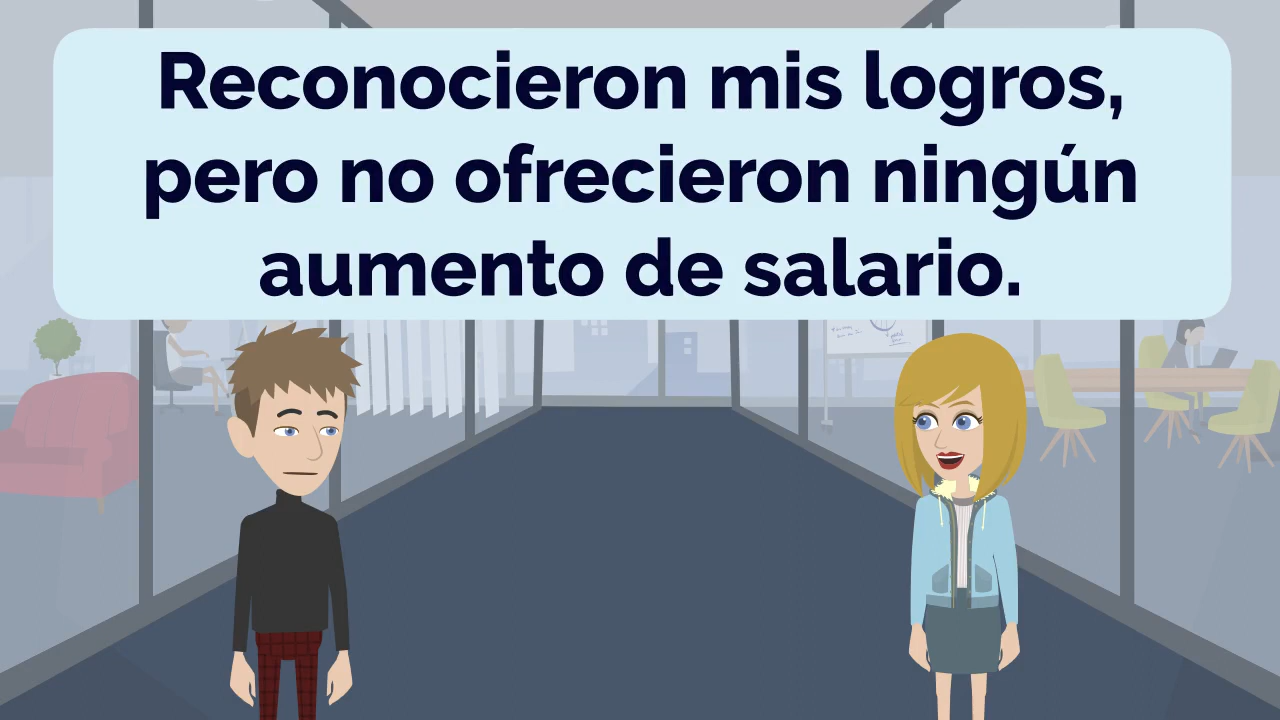 Reconocieron mis logros,
pero no ofrecieron ningún
aumento de salario.